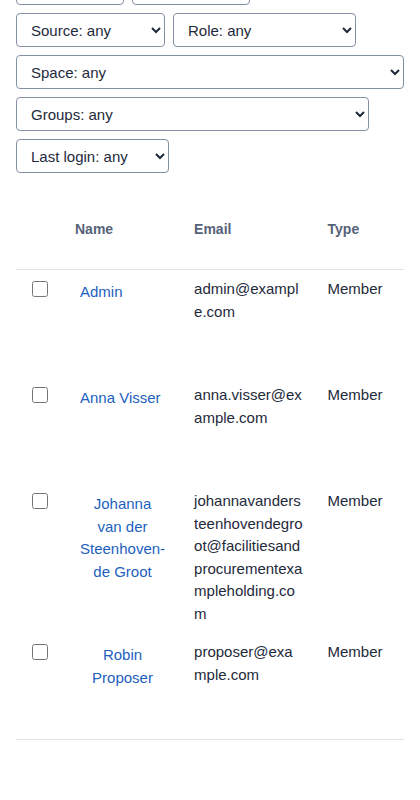 Source: any Role: any
Space: any
Groups: any
Last login: any
Name Email Type
Admin admin@exampl Member
e.com
Anna Visser anna.visser@ex Member
ample.com
Johanna johannavanders Member
van der teenhovendegro
Steenhoven- ot@facilitiesand
de Groot procurementexa
mpleholding.co
m
Robin proposer@exa Member
Proposer mple.com